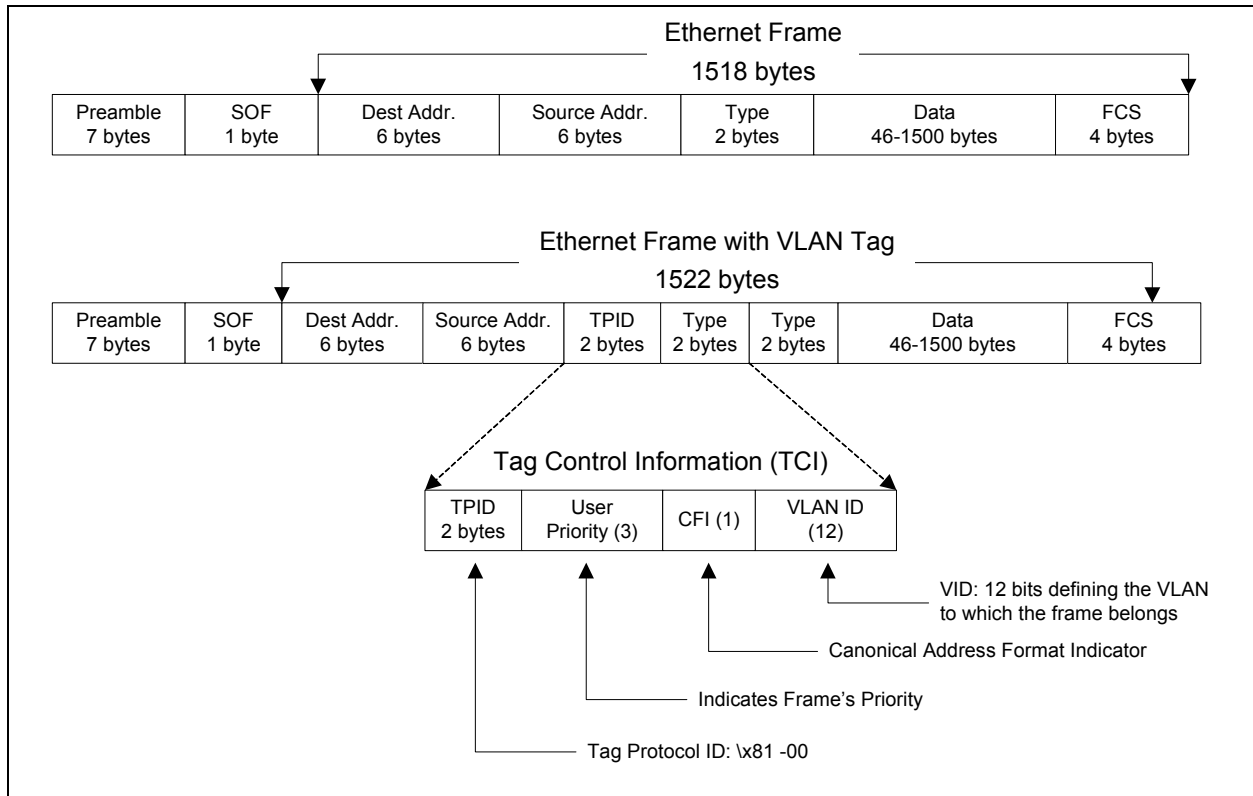 Ethernet Frame
1518 bytes
Preamble
7 bytes
SOF
1 byte
Dest Addr.
6 bytes
Source Addr.
6 bytes
Type
2 bytes
Data
46-1500 bytes
FCS
4 bytes
Ethernet Frame with VLAN Tag
1522 bytes
Preamble
7 bytes
SOF
1 byte
Dest Addr.
6 bytes
Source Addr.
6 bytes
TPID
2 bytes
Type
2 bytes
Type
2 bytes
Data
46-1500 bytes
FCS
4 bytes
Tag Control Information (TCI)
TPID
2 bytes
User
Priority (3)
CFI (1)
VLAN ID
(12)
VID: 12 bits defining the VLAN
to which the frame belongs
Canonical Address Format Indicator
Indicates Frame's Priority
Tag Protocol ID: \x81 -00